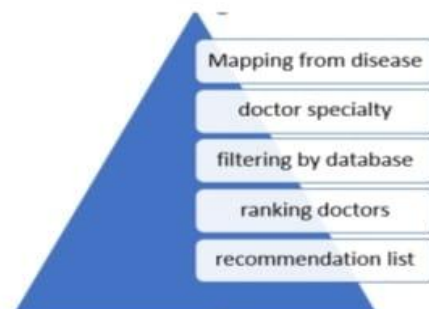 Mapping from disease
doctor specialty
filtering by database
ranking doctors
recommendation list